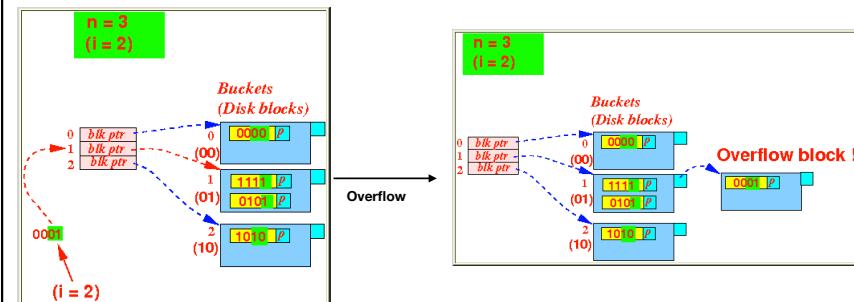 n = 3
(i = 2)
Buckets
(Disk blocks)
0 blk ptr
1 blk ptr
2 blk ptr
0
(00)
0000 p
1
(01)
1111 p
0101 p
2
(10)
1010 p
0001
(i = 2)
Overflow
n = 3
(i = 2)
Buckets
(Disk blocks)
0 blk ptr
1 blk ptr
2 blk ptr
0
(00)
0000 p
1
(01)
1111 p
0101 p
2
(10)
1010 p
Overflow block !
0001 p